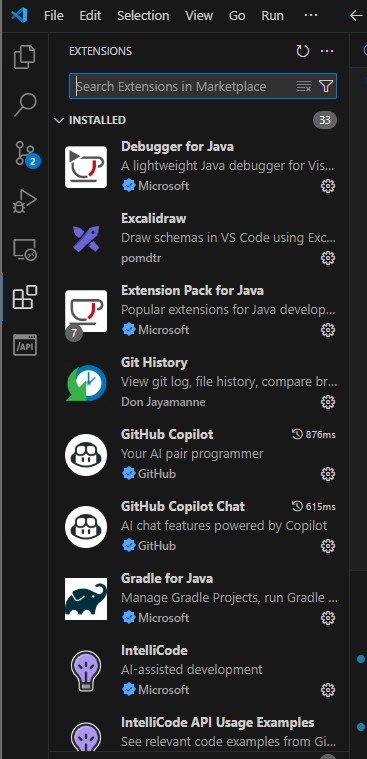 File Edit Selection View Go Run ···
EXTENSIONS
Search Extensions in Marketplace
INSTALLED 33
Debugger for Java
A lightweight Java debugger for Vis...
Microsoft
Excalidraw
Draw schemas in VS Code using Exc...
pomdtr
Extension Pack for Java
Popular extensions for Java develop...
7 Microsoft
Git History
View git log, file history, compare br...
Don Jayamanne
GitHub Copilot 876ms
Your AI pair programmer
GitHub
GitHub Copilot Chat 615ms
AI chat features powered by Copilot
GitHub
Gradle for Java
Manage Gradle Projects, run Gradle ...
Microsoft
IntelliCode
AI-assisted development
Microsoft
IntelliCode API Usage Examples
See relevant code examples from Gi...
2
/API